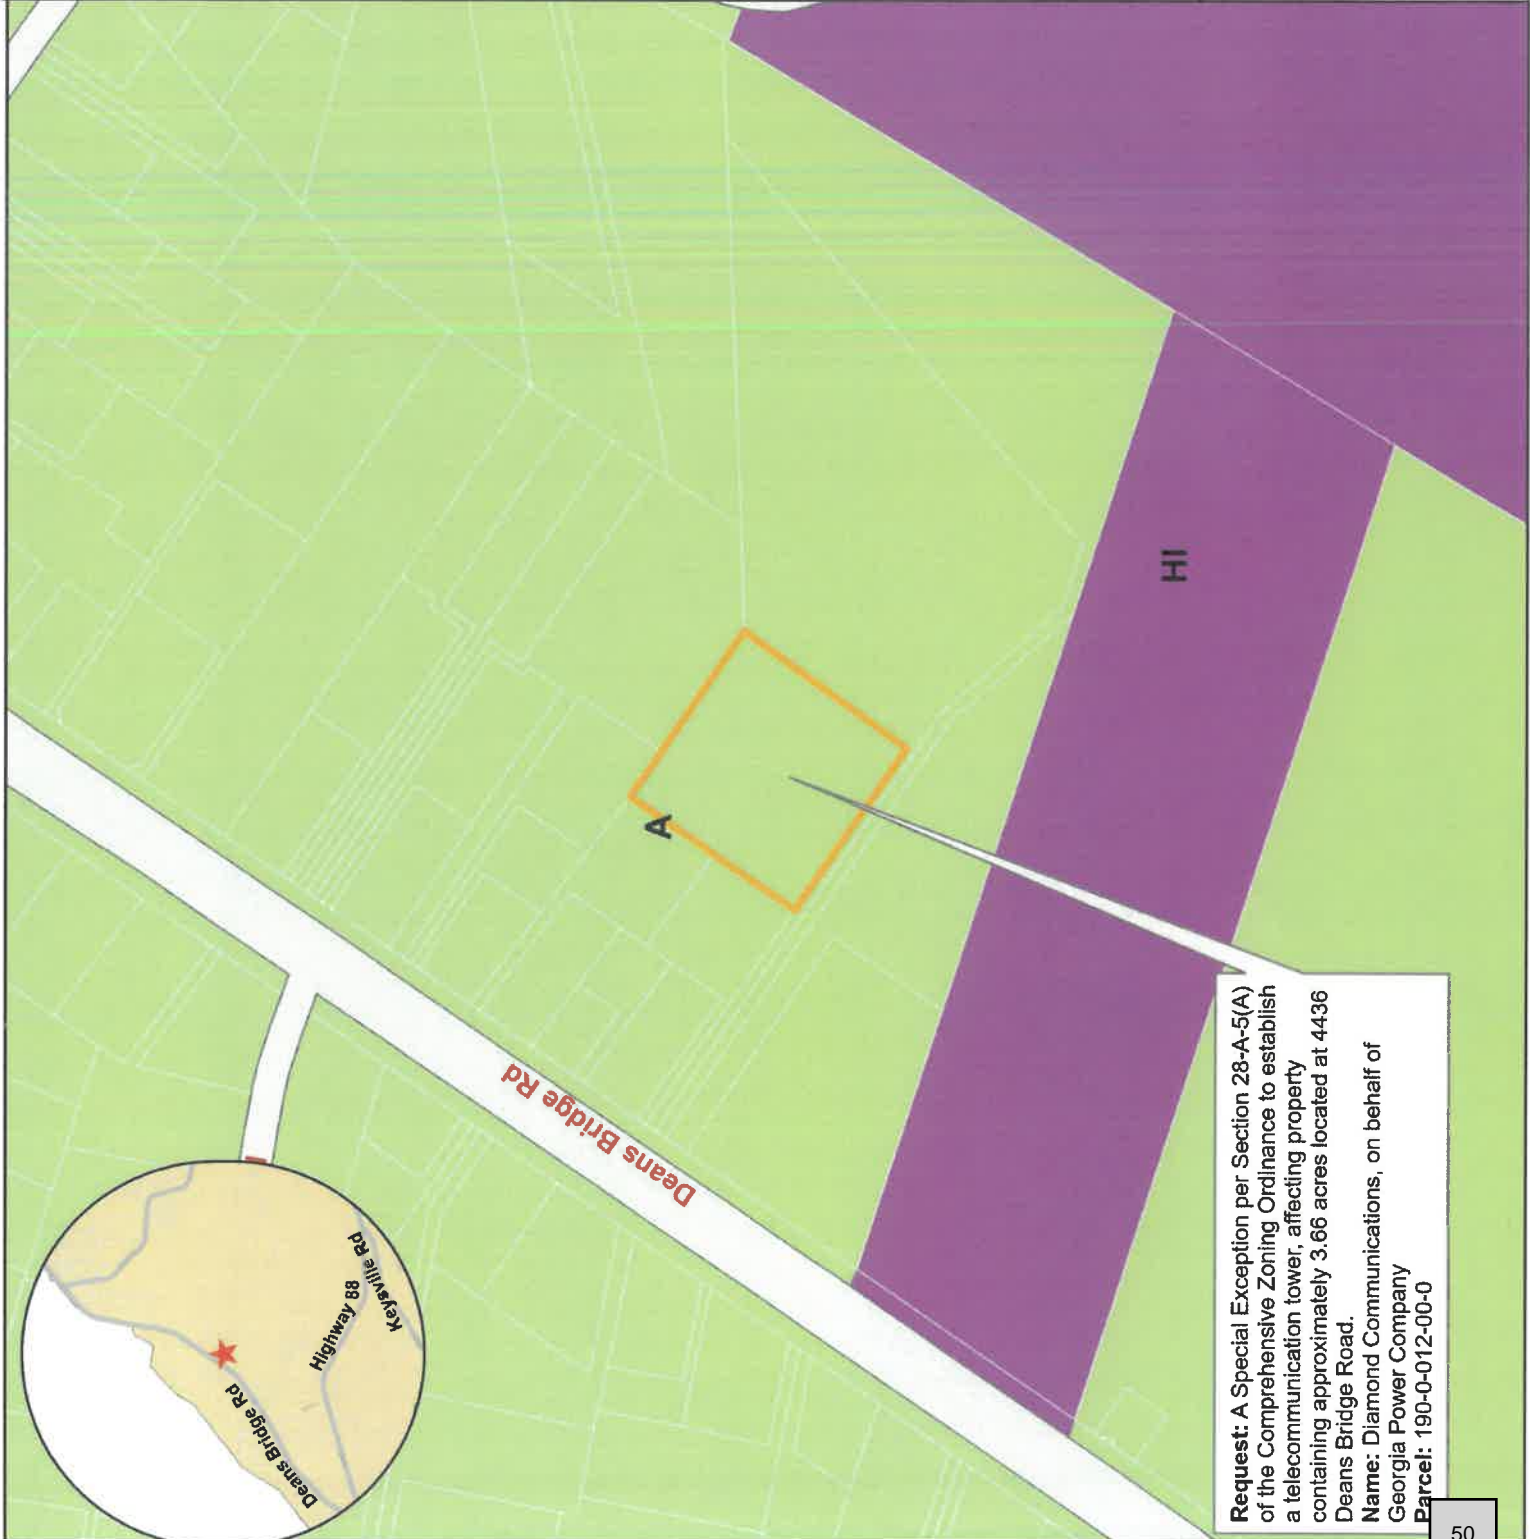 Deans Bridge Rd
Highway 88
Keysville Rd
Deans Bridge Rd
A
HI
Request: A Special Exception per Section 28-A-5(A)
of the Comprehensive Zoning Ordinance to establish
a telecommunication tower, affecting property
containing approximately 3.66 acres located at 4436
Deans Bridge Road.
Name: Diamond Communications, on behalf of
Georgia Power Company
Parcel: 190-0-012-00-0
50